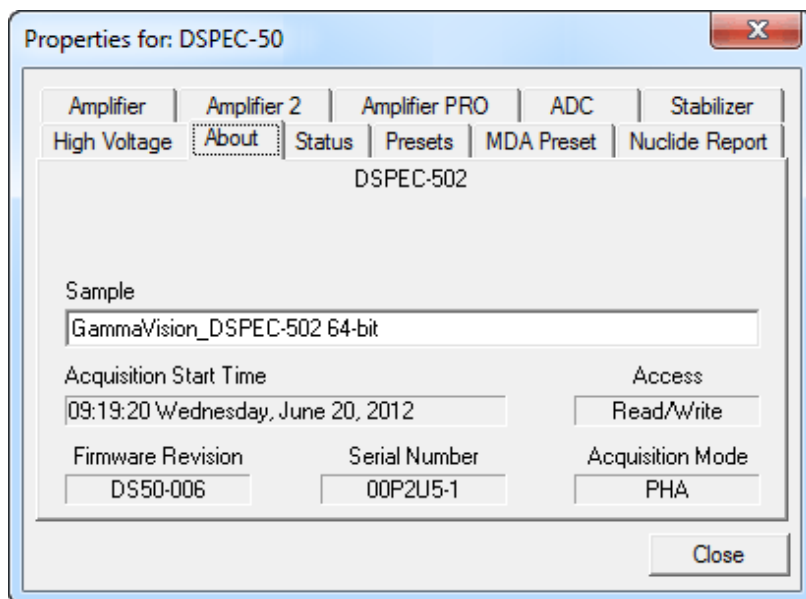 Properties for: DSPEC-50
Amplifier Amplifier 2 Amplifier PRO ADC Stabilizer
High Voltage About Status Presets MDA Preset Nuclide Report
DSPEC-502
Sample
GammaVision_DSPEC-502 64-bit
Acquisition Start Time Access
09:19:20 Wednesday, June 20, 2012 Read/Write
Firmware Revision Serial Number Acquisition Mode
DS50-006 00P2U5-1 PHA
Close